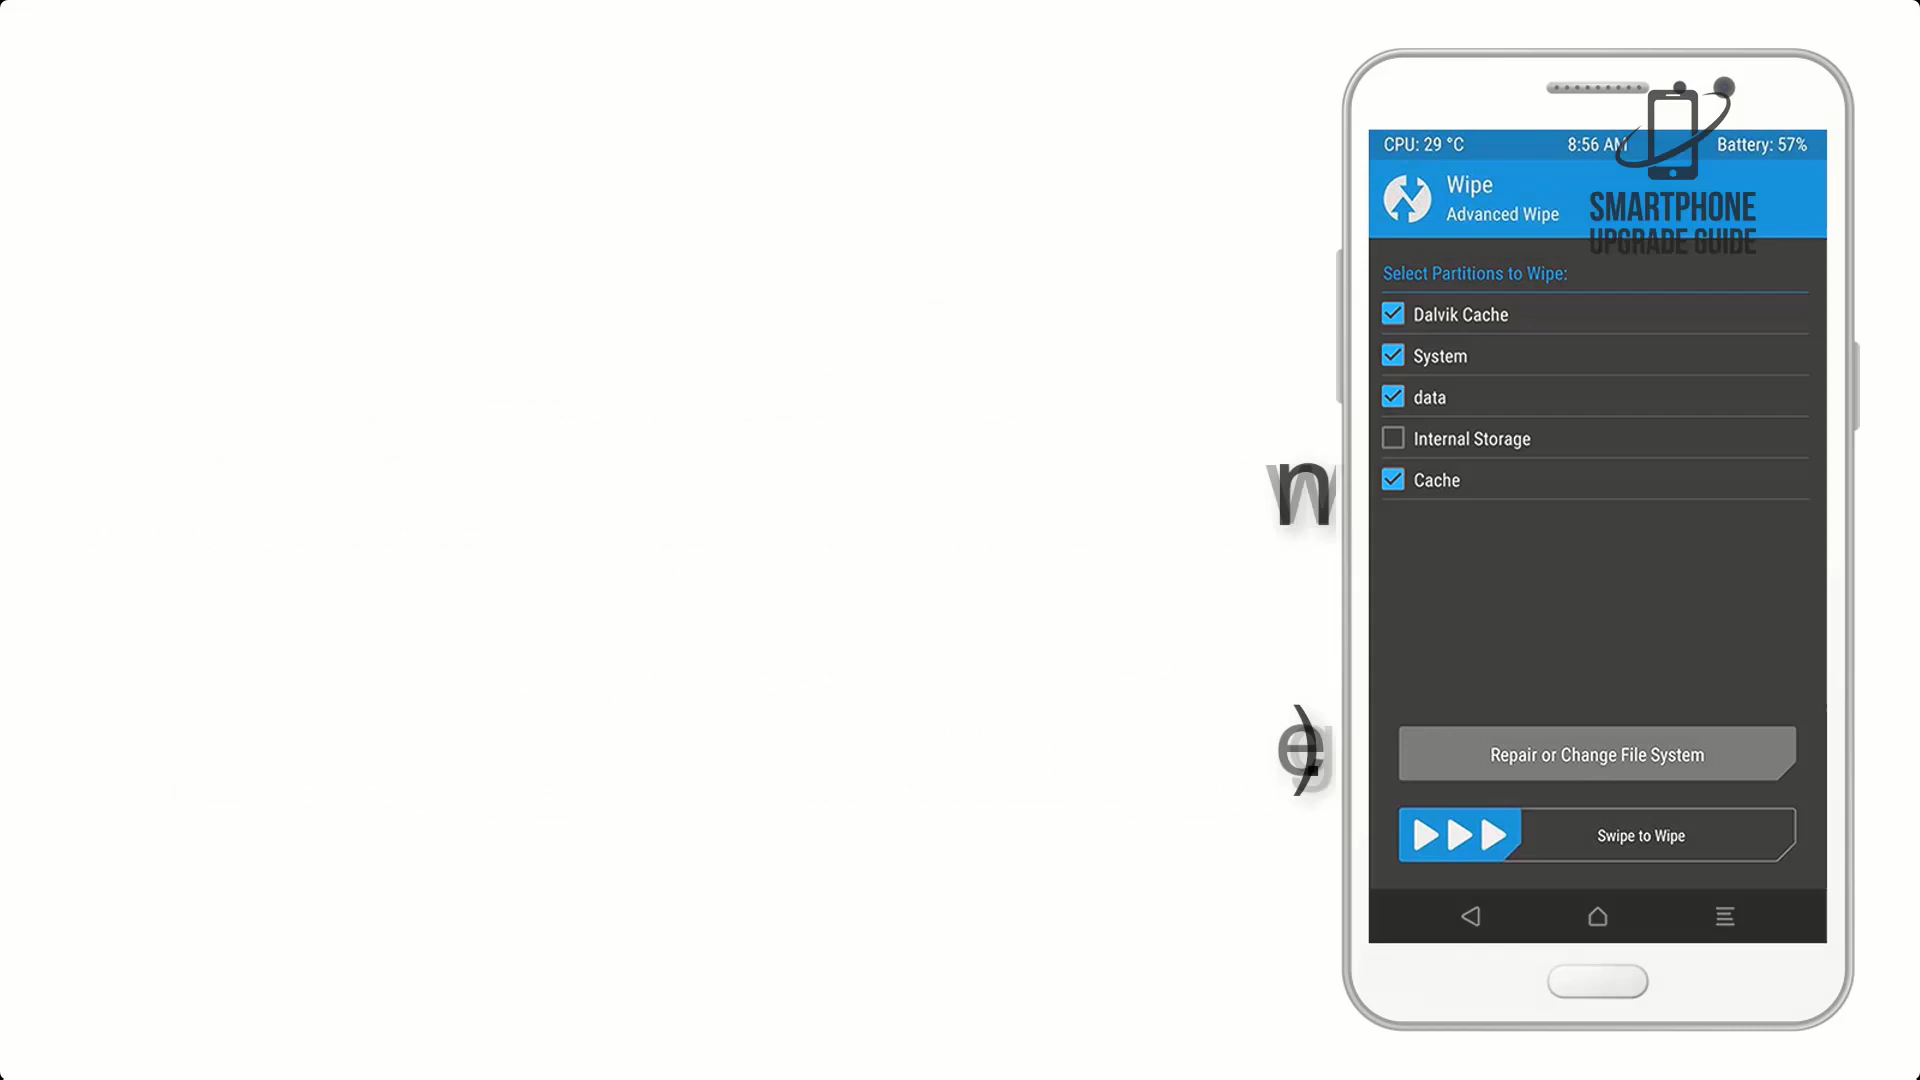 CPU: 29 °C 8:56 AM Battery: 57%
Wipe
Advanced Wipe
SMARTPHONE
UPGRADE GUIDE
Select Partitions to Wipe:
Dalvik Cache
System
data
Internal Storage
Cache
Repair or Change File System
Swipe to Wipe